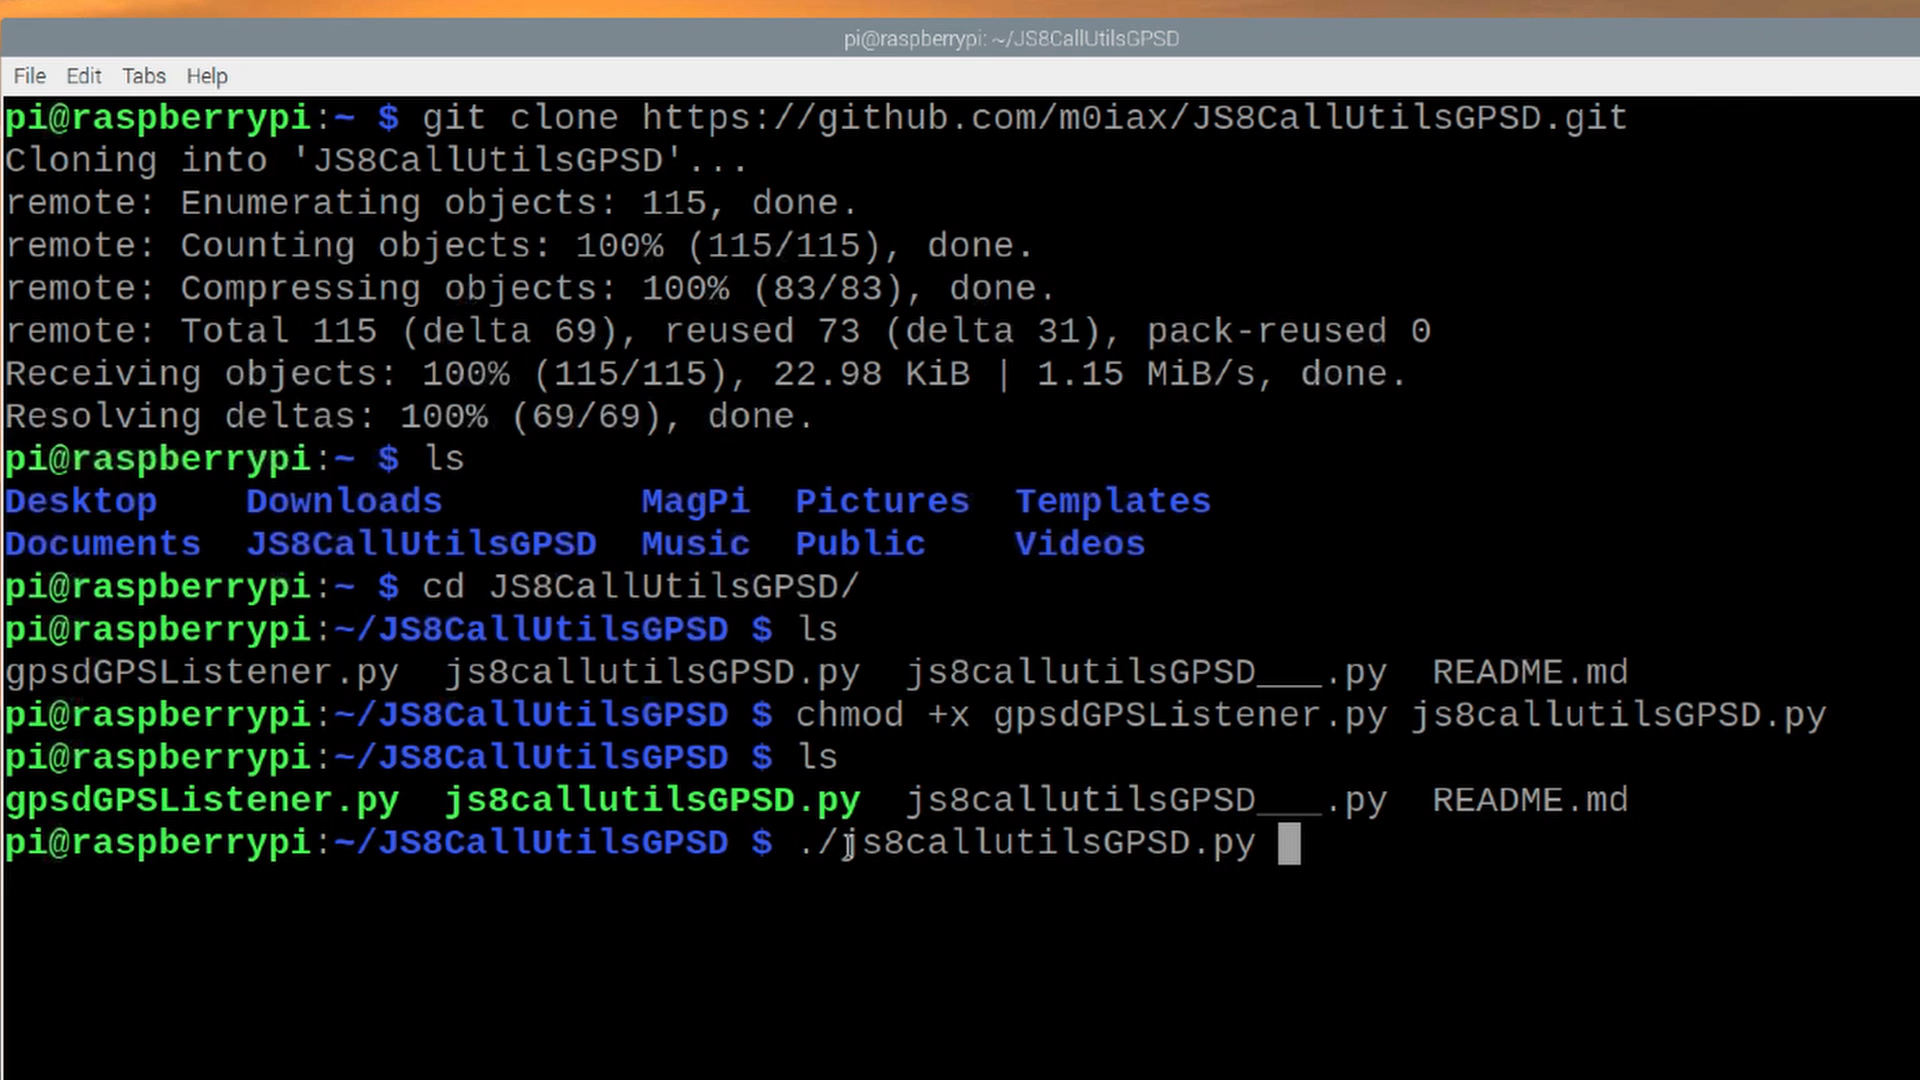 pi@raspberrypi: ~/JS8CallUtilsGPSD
File Edit Tabs Help
pi@raspberrypi:~ $ git clone https://github.com/m0iax/JS8CallUtilsGPSD.git
Cloning into 'JS8CallUtilsGPSD'...
remote: Enumerating objects: 115, done.
remote: Counting objects: 100% (115/115), done.
remote: Compressing objects: 100% (83/83), done.
remote: Total 115 (delta 69), reused 73 (delta 31), pack-reused 0
Receiving objects: 100% (115/115), 22.98 KiB | 1.15 MiB/s, done.
Resolving deltas: 100% (69/69), done.
pi@raspberrypi:~ $ ls
Desktop    Downloads         MagPi  Pictures  Templates
Documents  JS8CallUtilsGPSD  Music  Public    Videos
pi@raspberrypi:~ $ cd JS8CallUtilsGPSD/
pi@raspberrypi:~/JS8CallUtilsGPSD $ ls
gpsdGPSListener.py  js8callutilsGPSD.py  js8callutilsGPSD___.py  README.md
pi@raspberrypi:~/JS8CallUtilsGPSD $ chmod +x gpsdGPSListener.py js8callutilsGPSD.py
pi@raspberrypi:~/JS8CallUtilsGPSD $ ls
gpsdGPSListener.py  js8callutilsGPSD.py  js8callutilsGPSD___.py  README.md
pi@raspberrypi:~/JS8CallUtilsGPSD $ ./js8callutilsGPSD.py